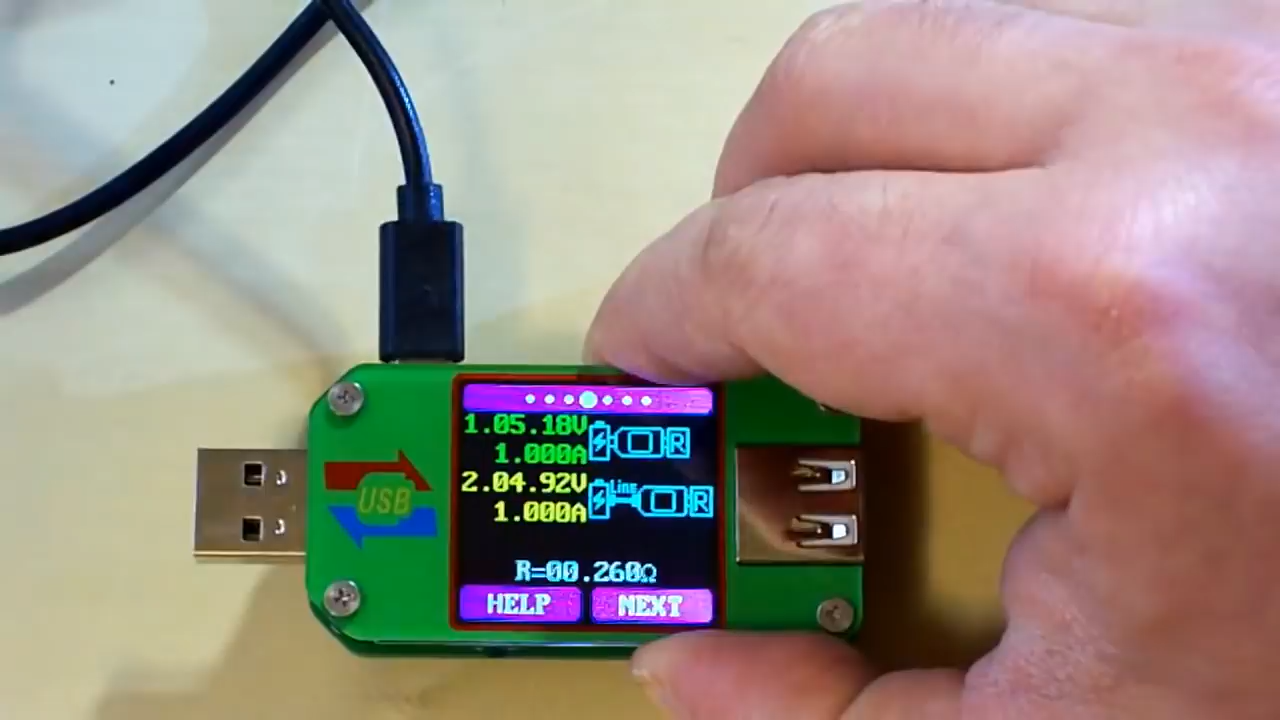 USB
1.05.18V
1.000A
R
2.04.92V
Line
R
1.000A
R=00.260Ω
HELP
NEXT